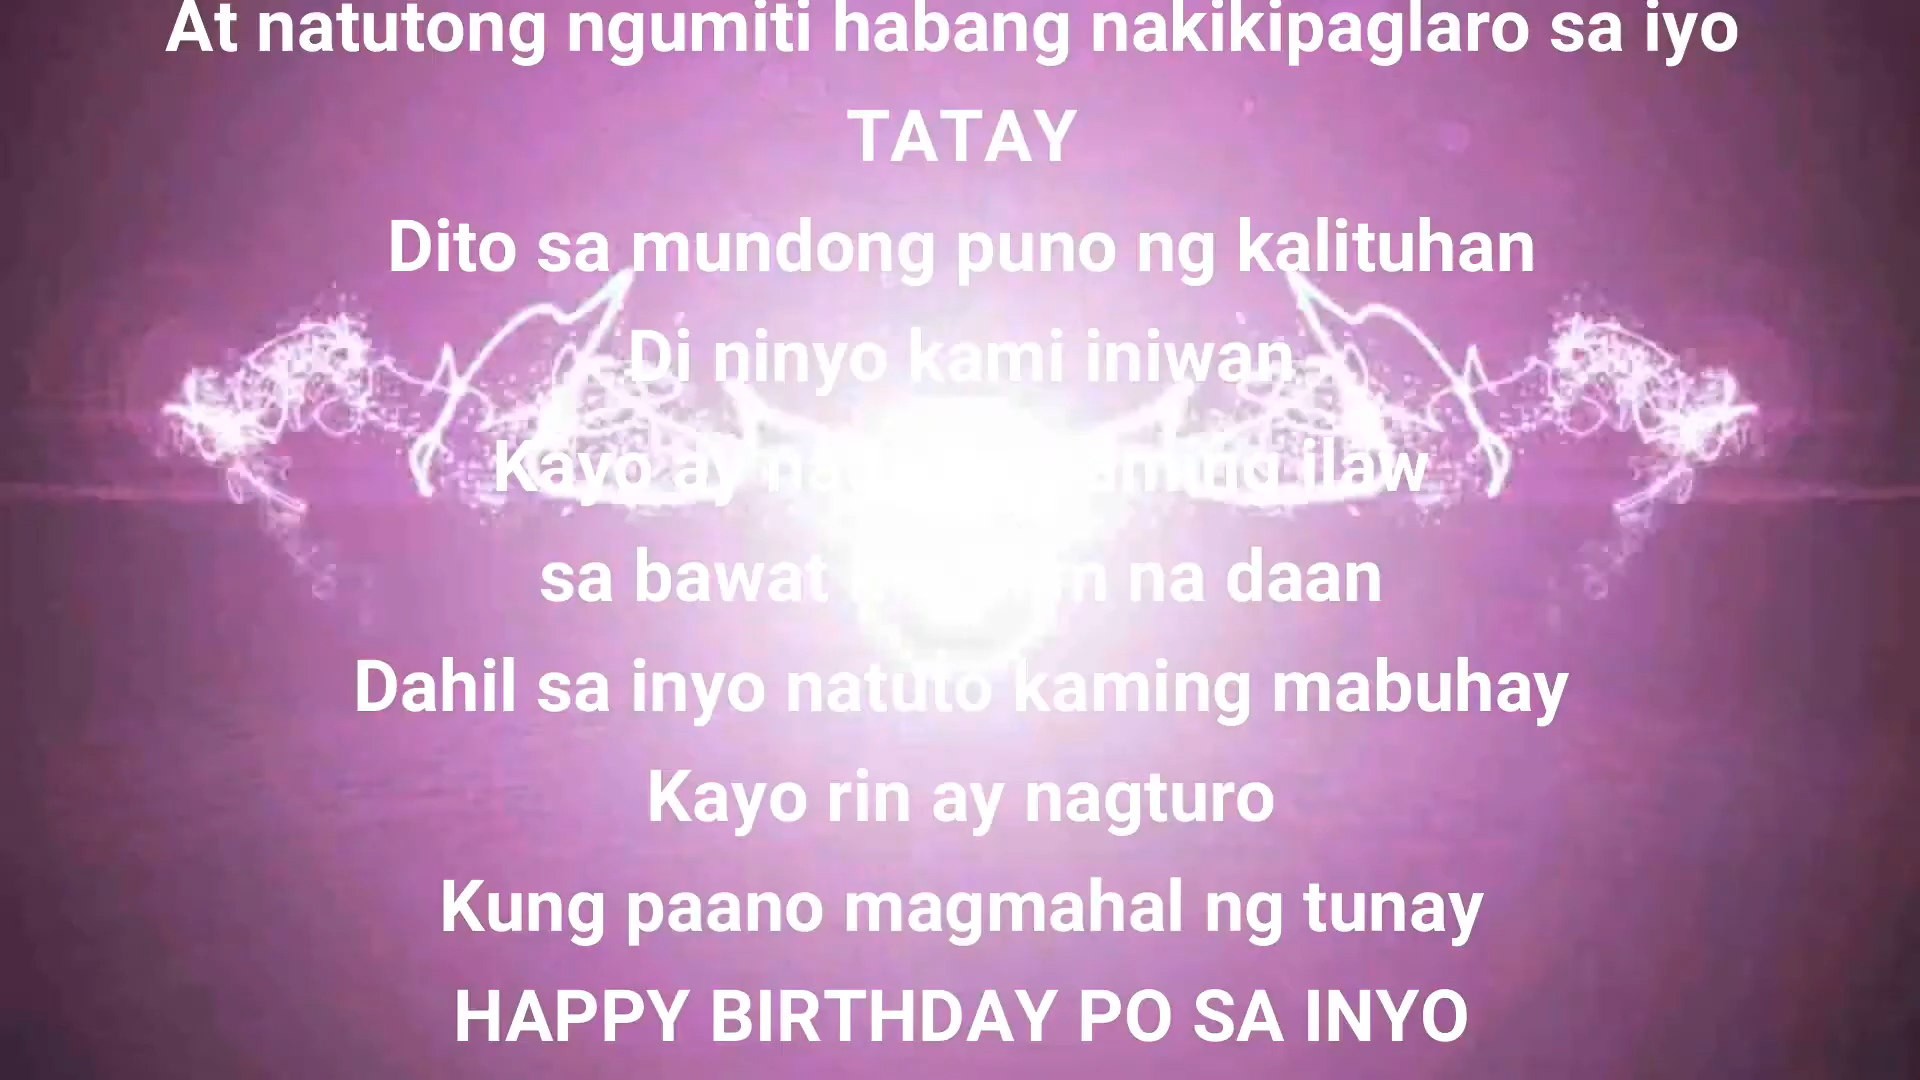 At natutong ngumiti habang nakikipaglaro sa iyo
TATAY
Dito sa mundong puno ng kalituhan
Di ninyo kami iniwan
Kayo ay ilaw
sa bawat na daan
Dahil sa inyo natuto kaming mabuhay
Kayo rin ay nagturo
Kung paano magmahal ng tunay
HAPPY BIRTHDAY PO SA INYO